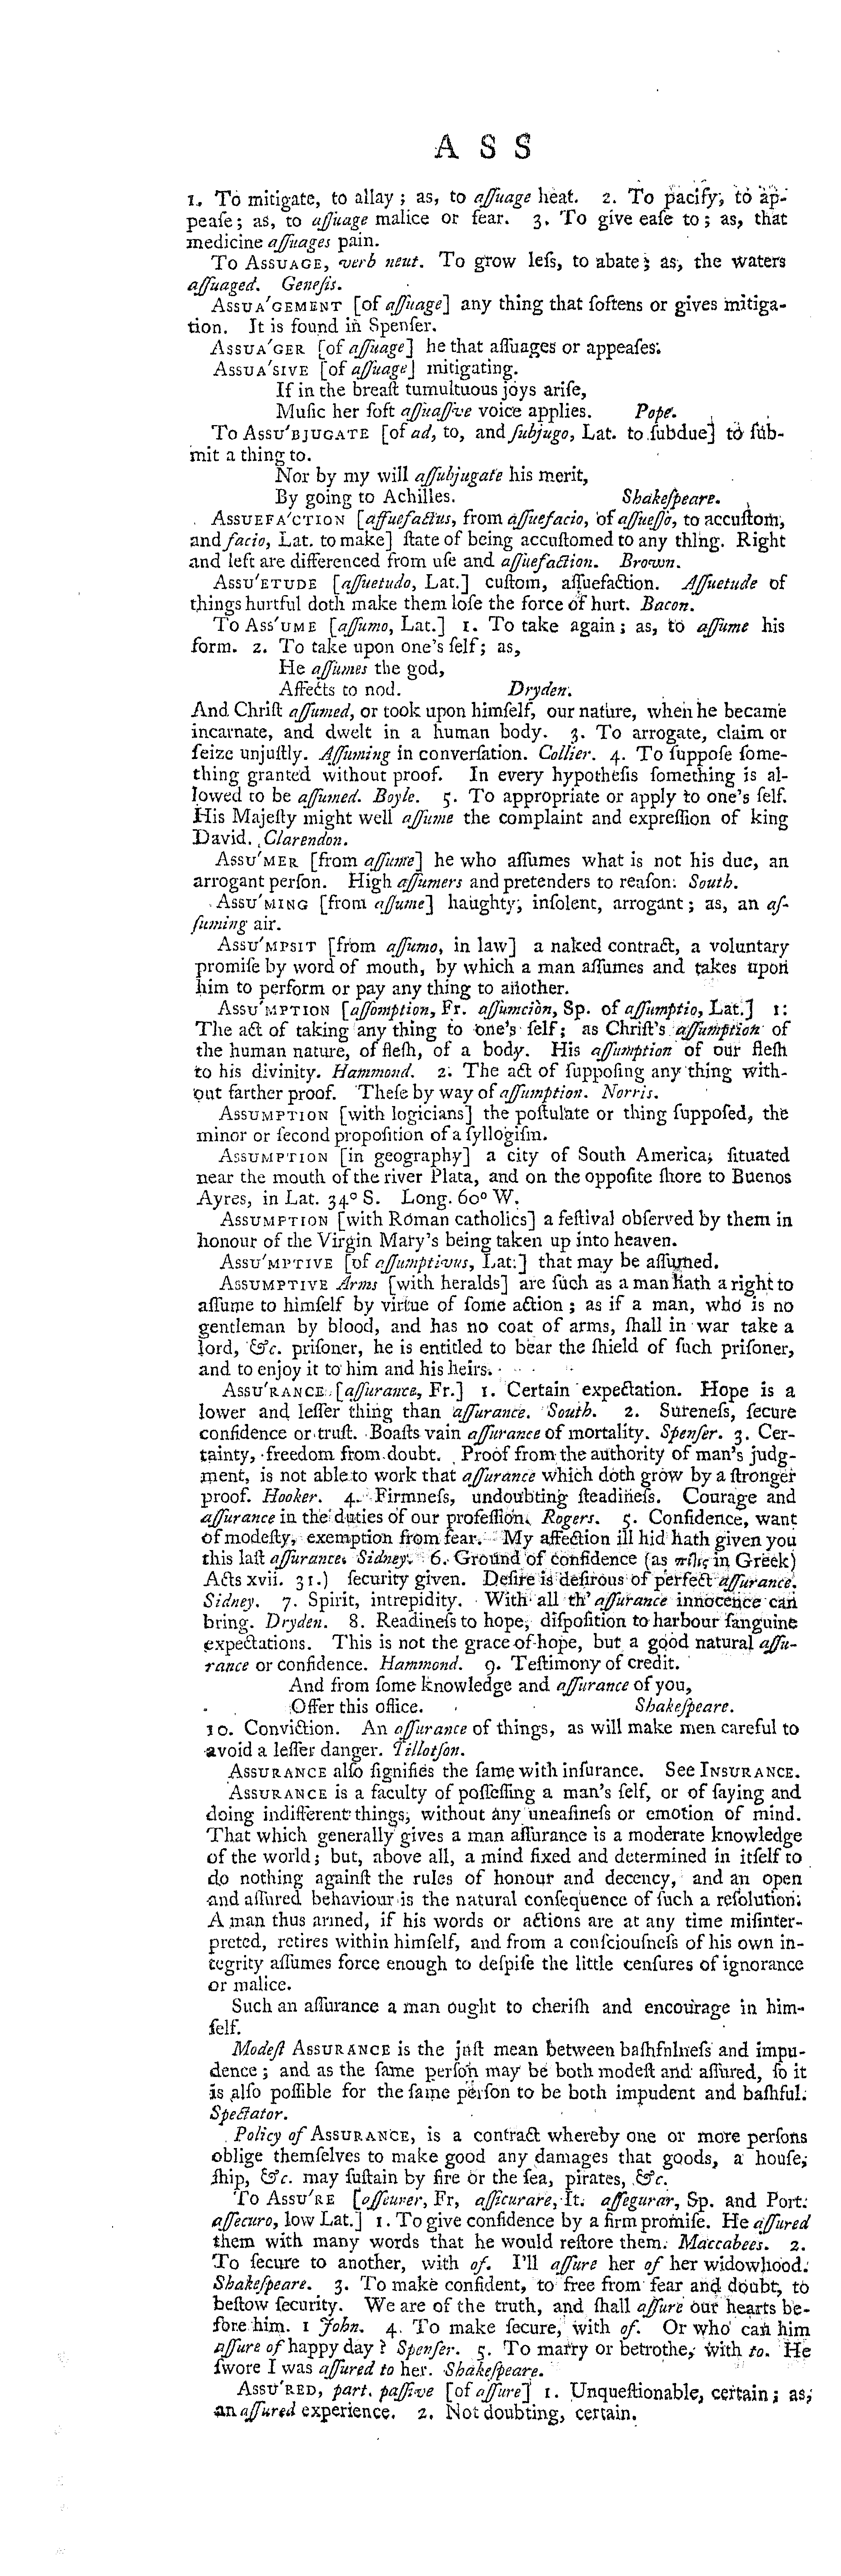 A S S
1. To mitigate, to allay; as, to aſſuage heat. 2. To pacify, to ap-
peaſe; as, to aſſuage malice or fear. 3. To give eaſe to; as, that
medicine aſſuages pain.
To ASSUAGE, verb neut. To grow leſs, to abate; as, the waters
aſſuaged. Geneſis.
ASSUA'GEMENT [of aſſuage] any thing that ſoftens or gives mitiga-
tion. It is found in Spenſer.
ASSUA'GER [of aſſuage] he that aſſuages or appeaſes.
ASSUA'SIVE [of aſſuage] mitigating.
If in the breaſt tumultuous joys ariſe,
Muſic her ſoft aſſuaſive voice applies. Pope.
To ASSU'BJUGATE [of ad, to, and ſubjugo, Lat. to ſubdue] to ſub-
mit a thing to.
Nor by my will aſſubjugate his merit,
By going to Achilles. Shakeſpeare.
ASSUEFA'CTION [aſſuefactus, from aſſuefacio, of aſſueſſo, to accuſtom,
and facio, Lat. to make] ſtate of being accuſtomed to any thing. Right
and left are differenced from uſe and aſſuefaction. Brown.
ASSU'ETUDE [aſſuetudo, Lat.] cuſtom, aſſuefaction. Aſſuetude of
things hurtful doth make them loſe the force of hurt. Bacon.
To ASS'UME [aſſumo, Lat.] 1. To take again; as, to aſſume his
form. 2. To take upon one's ſelf; as,
He aſſumes the god,
Affects to nod. Dryden.
And Chriſt aſſumed, or took upon himſelf, our nature, when he became
incarnate, and dwelt in a human body. 3. To arrogate, claim or
ſeize unjuſtly. Aſſuming in converſation. Collier. 4. To ſuppoſe ſome-
thing granted without proof. In every hypotheſis ſomething is al-
lowed to be aſſumed. Boyle. 5. To appropriate or apply to one's ſelf.
His Majeſty might well aſſume the complaint and expreſſion of king
David. Clarendon.
ASSU'MER [from aſſume] he who aſſumes what is not his due, an
arrogant perſon. High aſſumers and pretenders to reaſon. South.
ASSU'MING [from aſſume] haughty, inſolent, arrogant; as, an aſ-
ſuming air.
ASSU'MPSIT [from aſſumo, in law] a naked contract, a voluntary
promiſe by word of mouth, by which a man aſſumes and takes upon
him to perform or pay any thing to another.
ASSU'MPTION [aſſomption, Fr. aſſumciòn, Sp. of aſſumptio, Lat.] 1:
The act of taking any thing to one's ſelf; as Chriſt's aſſumption of
the human nature, of fleſh, of a body. His aſſumption of our fleſh
to his divinity. Hammond. 2. The act of ſuppoſing any thing with-
out farther proof. Theſe by way of aſſumption. Norris.
ASSUMPTION [with logicians] the poſtulate or thing ſuppoſed, the
minor or ſecond propoſition of a ſyllogiſm.
ASSUMPTION [in geography] a city of South America, ſituated
near the mouth of the river Plata, and on the oppoſite ſhore to Buenos
Ayres, in Lat. 34° S. Long. 60° W.
ASSUMPTION [with Roman catholics] a feſtival obſerved by them in
honour of the Virgin Mary's being taken up into heaven.
ASSU'MPTIVE [of aſſumptivus, Lat.] that may be aſſumed.
ASSUMPTIVE Arms [with heralds] are ſuch as a man hath a right to
aſſume to himſelf by virtue of ſome action; as if a man, who is no
gentleman by blood, and has no coat of arms, ſhall in war take a
lord, &c. priſoner, he is entitled to bear the ſhield of ſuch priſoner,
and to enjoy it to him and his heirs.
ASSU'RANCE [aſſurance, Fr.] 1. Certain expectation. Hope is a
lower and leſſer thing than aſſurance. South. 2. Sureneſs, ſecure
confidence or truſt. Boaſts vain aſſurance of mortality. Spenſer. 3. Cer-
tainty, freedom from doubt. Proof from the authority of man's judg-
ment, is not able to work that aſſurance which doth grow by a ſtronger
proof. Hooker. 4. Firmneſs, undoubting ſteadineſs. Courage and
aſſurance in the duties of our profeſſion. Rogers. 5. Confidence, want
of modeſty, exemption from fear. My affection ill hid hath given you
this laſt aſſurance. Sidney. 6. Ground of confidence (as πιστις in Greek)
Acts xvii. 31.) ſecurity given. Deſire is deſirous of perfect aſſurance.
Sidney. 7. Spirit, intrepidity. With all th' aſſurance innocence can
bring. Dryden. 8. Readineſs to hope, diſpoſition to harbour ſanguine
expectations. This is not the grace of hope, but a good natural aſſu-
rance or confidence. Hammond. 9. Teſtimony of credit.
And from ſome knowledge and aſſurance of you,
Offer this office. Shakeſpeare.
10. Conviction. An aſſurance of things, as will make men careful to
avoid a leſſer danger. Tillotſon.
ASSURANCE alſo ſignifies the ſame with inſurance. See INSURANCE.
ASSURANCE is a faculty of poſſeſſing a man's ſelf, or of ſaying and
doing indifferent things, without any uneaſineſs or emotion of mind.
That which generally gives a man aſſurance is a moderate knowledge
of the world; but, above all, a mind fixed and determined in itſelf to
do nothing againſt the rules of honour and decency, and an open
and aſſured behaviour is the natural conſequence of ſuch a reſolution.
A man thus armed, if his words or actions are at any time miſinter-
preted, retires within himſelf, and from a conſciouſneſs of his own in-
tegrity aſſumes force enough to deſpiſe the little cenſures of ignorance
or malice.
Such an aſſurance a man ought to cheriſh and encourage in him-
ſelf.
Modeſt ASSURANCE is the juſt mean between baſhfulneſs and impu-
dence; and as the ſame perſon may be both modeſt and aſſured, ſo it
is alſo poſſible for the ſame perſon to be both impudent and baſhful.
Spectator.
Policy of ASSURANCE, is a contract whereby one or more perſons
oblige themſelves to make good any damages that goods, a houſe,
ſhip, &c. may ſuſtain by fire or the ſea, pirates, &c.
To ASSU'RE [aſſeurer, Fr, aſſicurare, It. aſſegurar, Sp. and Port.
aſſecuro, low Lat.] 1. To give confidence by a firm promiſe. He aſſured
them with many words that he would reſtore them. Maccabees. 2.
To ſecure to another, with of. I'll aſſure her of her widowhood.
Shakeſpeare. 3. To make confident, to free from fear and doubt, to
beſtow ſecurity. We are of the truth, and ſhall aſſure our hearts be-
fore him. 1 John. 4. To make ſecure, with of. Or who can him
aſſure of happy day? Spenſer. 5. To marry or betrothe, with to. He
ſwore I was aſſured to her. Shakeſpeare.
ASSU'RED, part. paſſive [of aſſure] 1. Unqueſtionable, certain; as,
an aſſured experience. 2. Not doubting, certain.